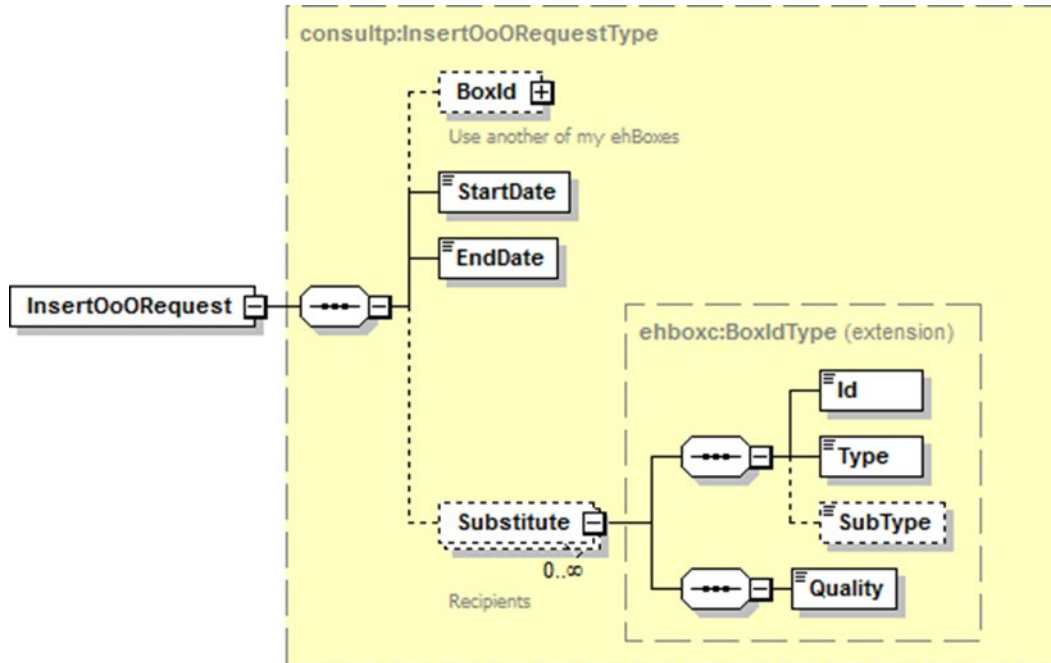 consultp:InsertOoORequestType
BoxId
Use another of my ehBoxes
StartDate
EndDate
InsertOoORequest
ehboxc:BoxIdType (extension)
Id
Type
Substitute
SubType
0..∞
Quality
Recipients